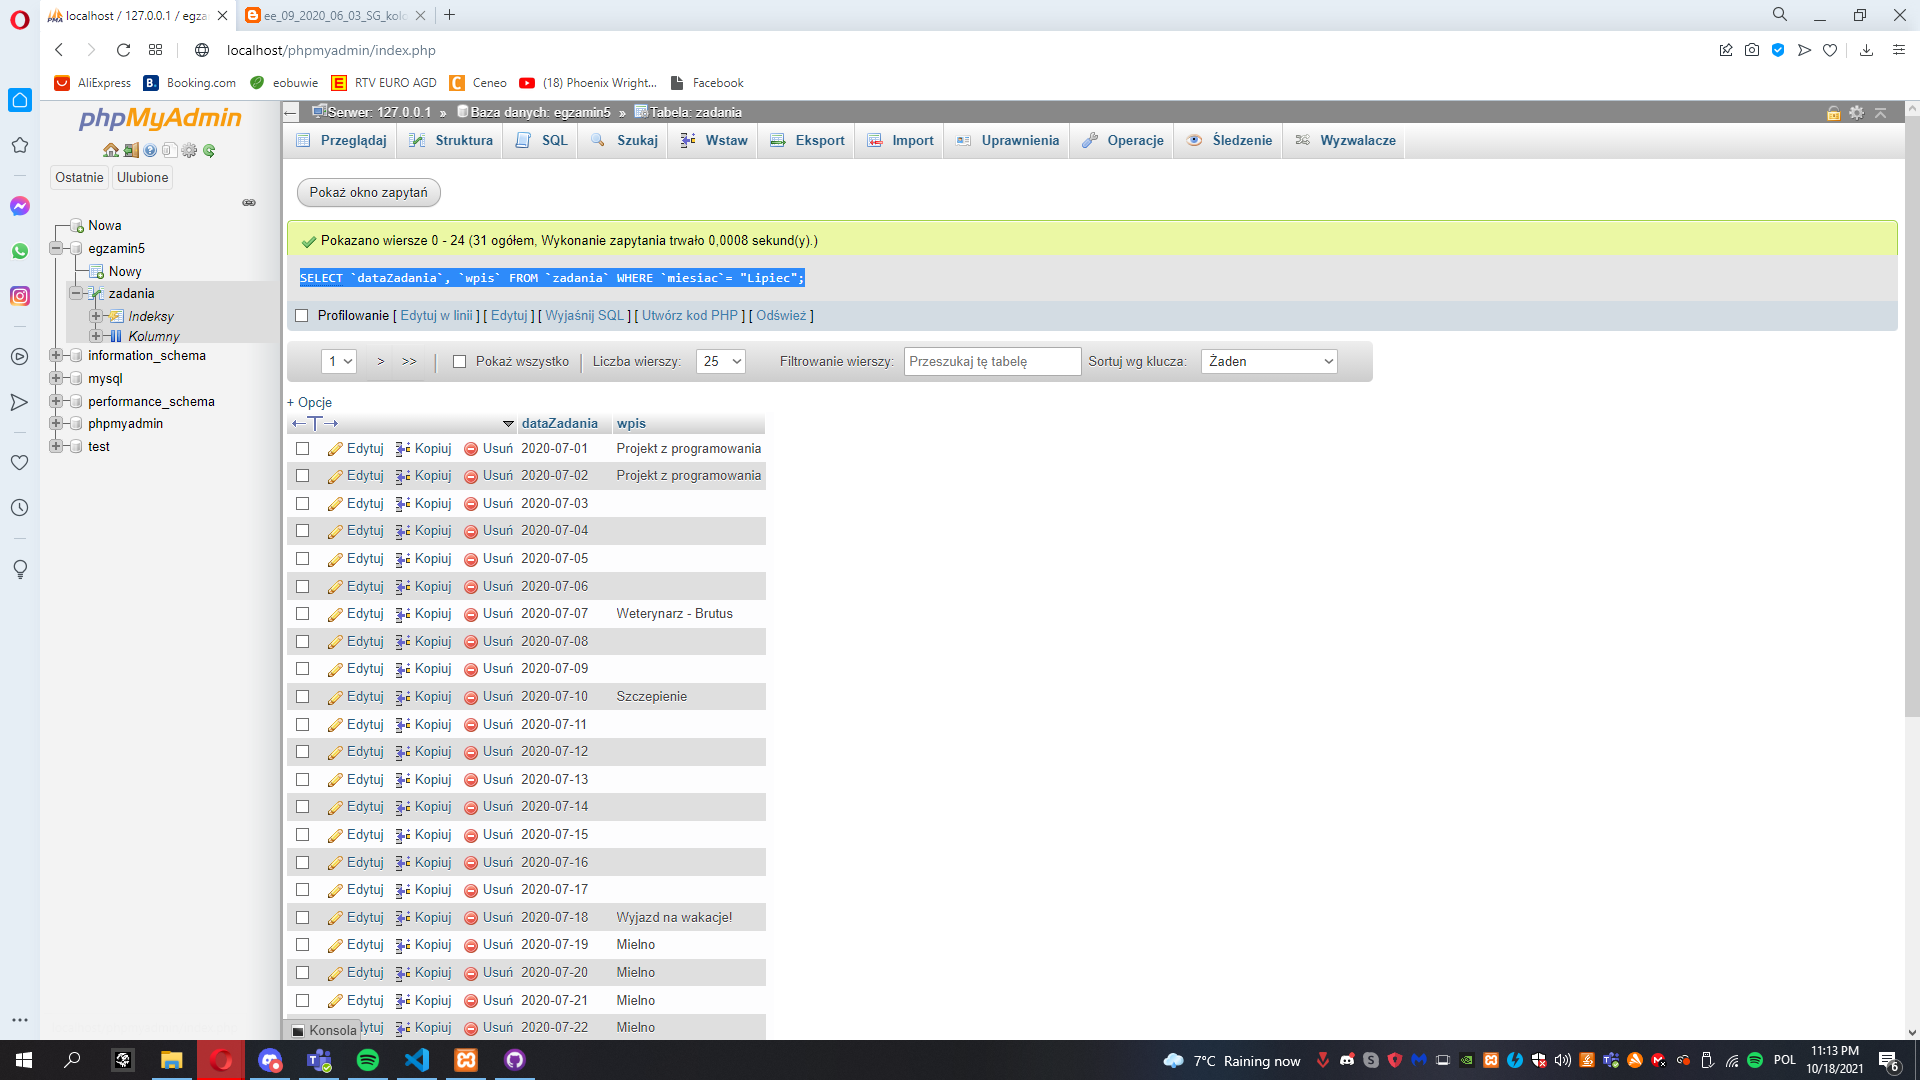 localhost / 127.0.0.1 / egza
ee_09_2020_06_03_SG_kolo
localhost/phpmyadmin/index.php
AliExpress
Booking.com
eobuwie
RTV EURO AGD
Ceneo
(18) Phoenix Wright...
Facebook
phpMyAdmin
Ostatnie
Ulubione
Nowa
egzamin5
Nowy
zadania
Indeksy
Kolumny
information_schema
mysql
performance_schema
phpmyadmin
test
Serwer: 127.0.0.1 » Baza danych: egzamin5 » Tabela: zadania
Przeglądaj
Struktura
SQL
Szukaj
Wstaw
Eksport
Import
Uprawnienia
Operacje
Śledzenie
Wyzwalacze
Pokaż okno zapytań
Pokazano wiersze 0 - 24 (31 ogółem, Wykonanie zapytania trwało 0,0008 sekund(y).)
SELECT `dataZadania`, `wpis` FROM `zadania` WHERE `miesiac`= "Lipiec";
Profilowanie [ Edytuj w linii ] [ Edytuj ] [ Wyjaśnij SQL ] [ Utwórz kod PHP ] [ Odśwież ]
1 > >> | Pokaż wszystko | Liczba wierszy: 25 Filtrowanie wierszy: Przeszukaj tę tabelę Sortuj wg klucza: Żaden
+ Opcje
←T→ dataZadania wpis
Edytuj Kopiuj Usuń 2020-07-01 Projekt z programowania
Edytuj Kopiuj Usuń 2020-07-02 Projekt z programowania
Edytuj Kopiuj Usuń 2020-07-03
Edytuj Kopiuj Usuń 2020-07-04
Edytuj Kopiuj Usuń 2020-07-05
Edytuj Kopiuj Usuń 2020-07-06
Edytuj Kopiuj Usuń 2020-07-07 Weterynarz - Brutus
Edytuj Kopiuj Usuń 2020-07-08
Edytuj Kopiuj Usuń 2020-07-09
Edytuj Kopiuj Usuń 2020-07-10 Szczepienie
Edytuj Kopiuj Usuń 2020-07-11
Edytuj Kopiuj Usuń 2020-07-12
Edytuj Kopiuj Usuń 2020-07-13
Edytuj Kopiuj Usuń 2020-07-14
Edytuj Kopiuj Usuń 2020-07-15
Edytuj Kopiuj Usuń 2020-07-16
Edytuj Kopiuj Usuń 2020-07-17
Edytuj Kopiuj Usuń 2020-07-18 Wyjazd na wakacje!
Edytuj Kopiuj Usuń 2020-07-19 Mielno
Edytuj Kopiuj Usuń 2020-07-20 Mielno
Edytuj Kopiuj Usuń 2020-07-21 Mielno
Konsola ytuj Kopiuj Usuń 2020-07-22 Mielno
7°C Raining now
POL
11:13 PM
10/18/2021
6